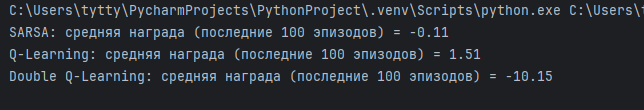 C:\Users\tytty\PycharmProjects\PythonProject\.venv\Scripts\python.exe C:\Users\
SARSA: средняя награда (последние 100 эпизодов) = -0.11
Q-Learning: средняя награда (последние 100 эпизодов) = 1.51
Double Q-Learning: средняя награда (последние 100 эпизодов) = -10.15